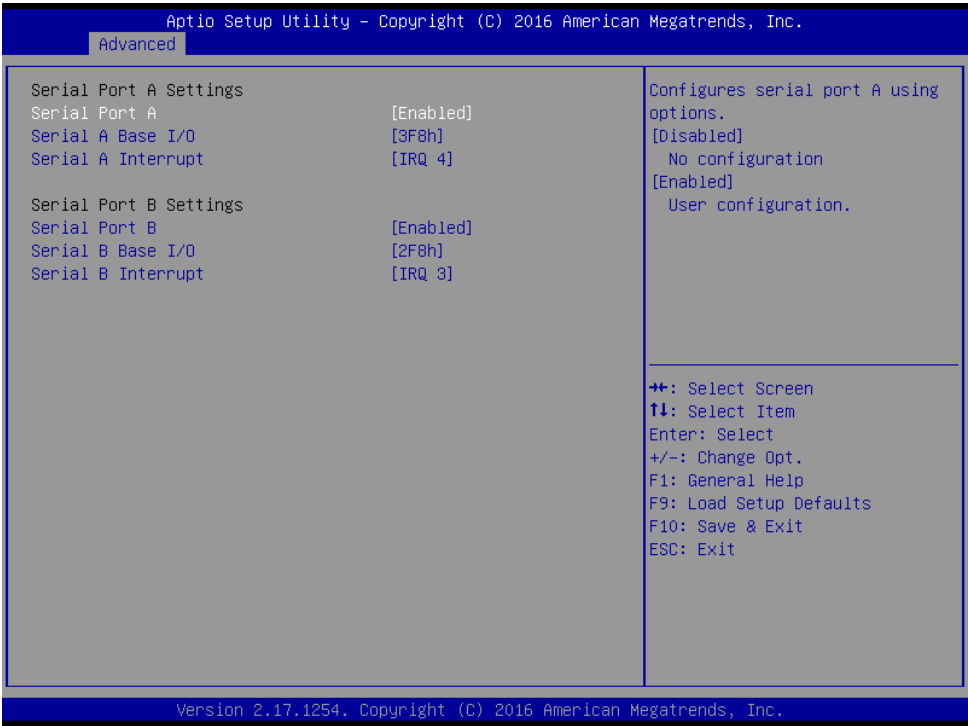 Aptio Setup Utility – Copyright (C) 2016 American Megatrends, Inc.
Advanced
Serial Port A Settings
Serial Port A [Enabled]
Serial A Base I/O [3F8h]
Serial A Interrupt [IRQ 4]
Serial Port B Settings
Serial Port B [Enabled]
Serial B Base I/O [2F8h]
Serial B Interrupt [IRQ 3]
Configures serial port A using
options.
[Disabled]
No configuration
[Enabled]
User configuration.
→←: Select Screen
↑↓: Select Item
Enter: Select
+/-: Change Opt.
F1: General Help
F9: Load Setup Defaults
F10: Save & Exit
ESC: Exit
Version 2.17.1254. Copyright (C) 2016 American Megatrends, Inc.